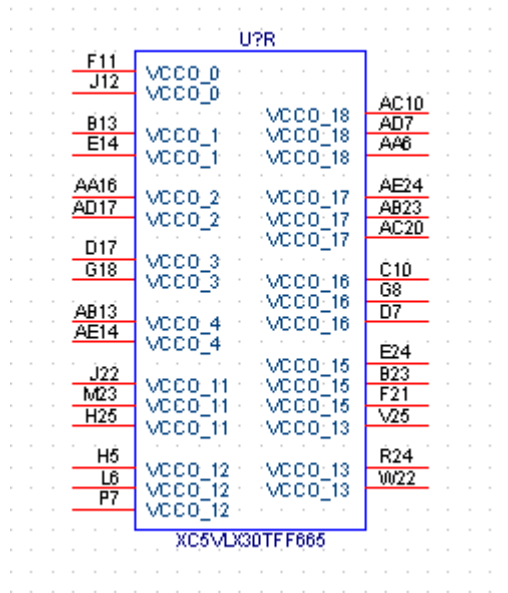 U?R
F11 VCCO_0
J12 VCCO_0
B13 VCCO_1
E14 VCCO_1
AA16 VCCO_2
AD17 VCCO_2
D17 VCCO_3
G18 VCCO_3
AB13 VCCO_4
AE14 VCCO_4
J22 VCCO_11
M23 VCCO_11
H25 VCCO_11
H5 VCCO_12
L6 VCCO_12
P7 VCCO_12
VCCO_18 AC10
VCCO_18 AD7
VCCO_18 AA6
VCCO_17 AE24
VCCO_17 AB23
VCCO_17 AC20
VCCO_16 C10
VCCO_16 G8
VCCO_16 D7
VCCO_15 E24
VCCO_15 B23
VCCO_15 F21
VCCO_13 V25
VCCO_13 R24
VCCO_13 W22
XC5VLX30TFF665